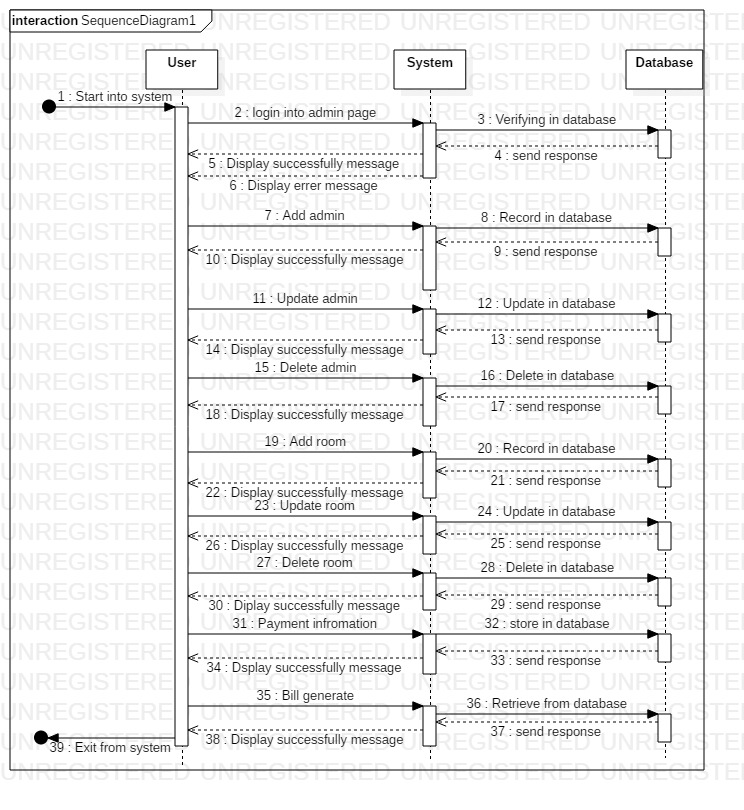 interaction SequenceDiagram1
User
System
Database
1 : Start into system
2 : login into admin page
3 : Verifying in database
4 : send response
5 : Display successfully message
6 : Display errer message
7 : Add admin
8 : Record in database
9 : send response
10 : Display successfully message
11 : Update admin
12 : Update in database
13 : send response
14 : Display successfully message
15 : Delete admin
16 : Delete in database
17 : send response
18 : Display successfully message
19 : Add room
20 : Record in database
21 : send response
22 : Display successfully message
23 : Update room
24 : Update in database
25 : send response
26 : Display successfully message
27 : Delete room
28 : Delete in database
29 : send response
30 : Diplay successfully message
31 : Payment infromation
32 : store in database
33 : send response
34 : Dsplay successfully message
35 : Bill generate
36 : Retrieve from database
37 : send response
38 : Display successfully message
39 : Exit from system
UNREGISTERED